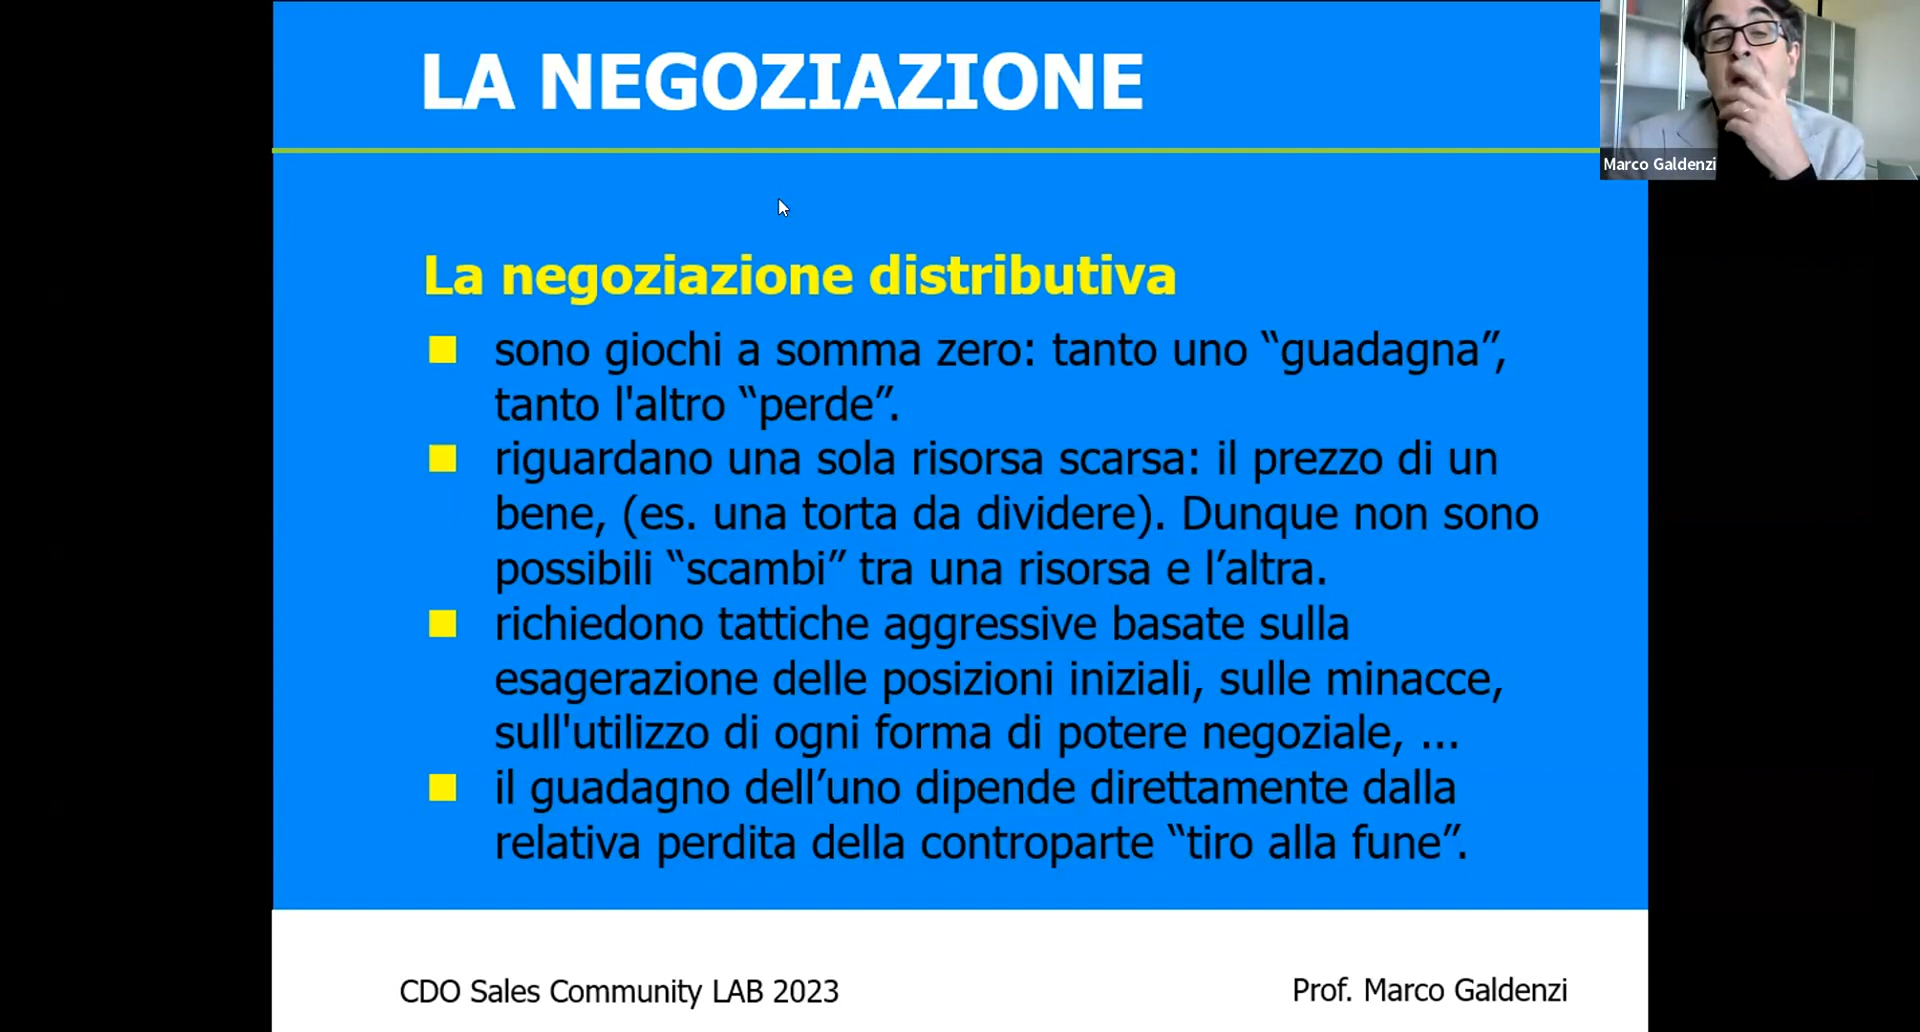 LA NEGOZIAZIONE
Marco Galdenzi
La negoziazione distributiva
sono giochi a somma zero: tanto uno “guadagna”,
tanto l'altro “perde”.
riguardano una sola risorsa scarsa: il prezzo di un
bene, (es. una torta da dividere). Dunque non sono
possibili “scambi” tra una risorsa e l’altra.
richiedono tattiche aggressive basate sulla
esagerazione delle posizioni iniziali, sulle minacce,
sull'utilizzo di ogni forma di potere negoziale, ...
il guadagno dell’uno dipende direttamente dalla
relativa perdita della controparte “tiro alla fune”.
CDO Sales Community LAB 2023
Prof. Marco Galdenzi